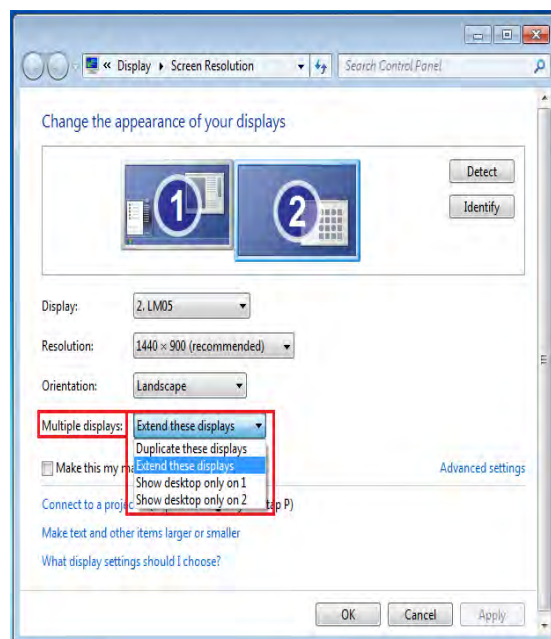 « Display ▸ Screen Resolution
Search Control Panel
Change the appearance of your displays
1
2
Detect
Identify
Display:
2. LM05
Resolution:
1440 × 900 (recommended)
Orientation:
Landscape
Multiple displays:
Extend these displays
Duplicate these displays
Extend these displays
Show desktop only on 1
Show desktop only on 2
Make this my
Advanced settings
Connect to a
tap P)
Make text and other items larger or smaller
What display settings should I choose?
OK
Cancel
Apply